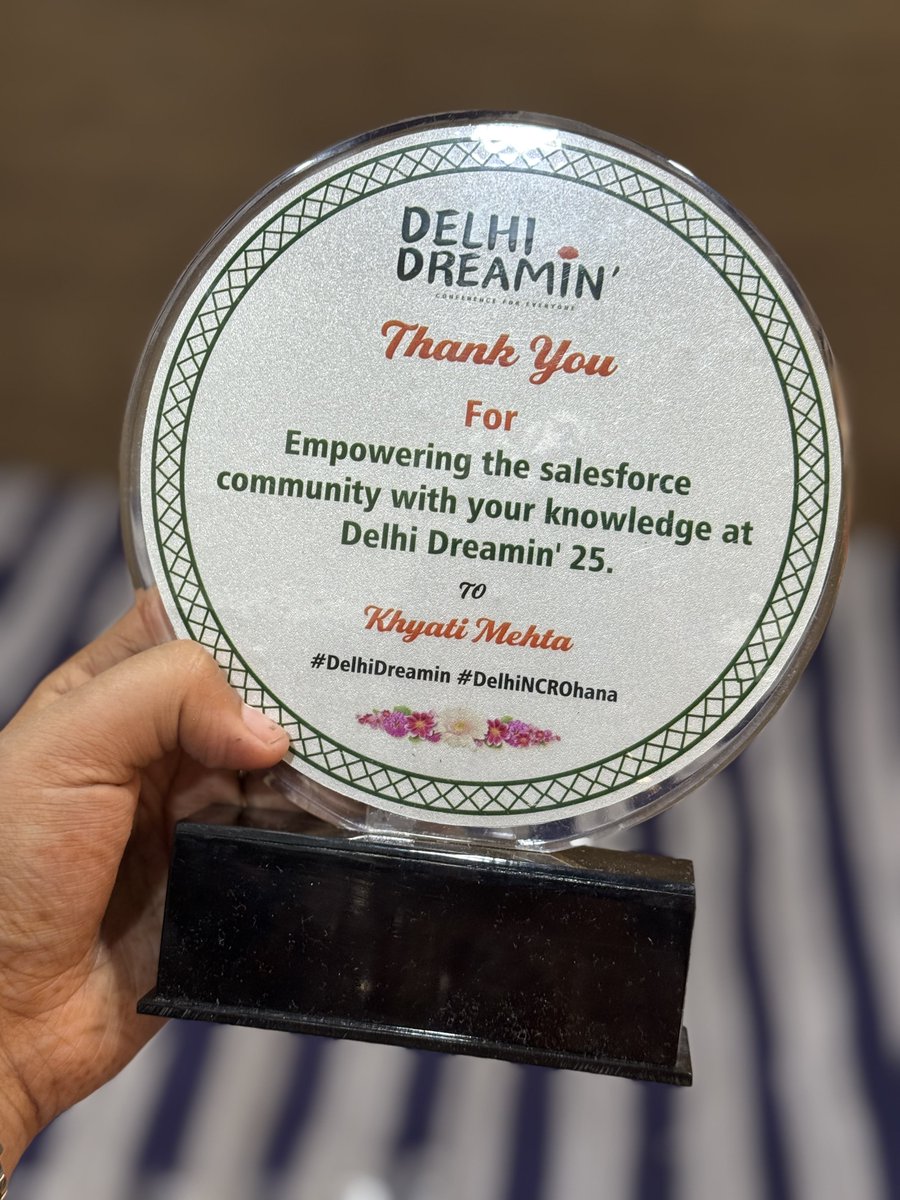 DELHI
DREAMIN'
CONFERENCE FOR EVERYONE
Thank You
For
Empowering the salesforce
community with your knowledge at
Delhi Dreamin' 25.
TO
Khyati Mehta
#DelhiDreamin #DelhiNCROhana